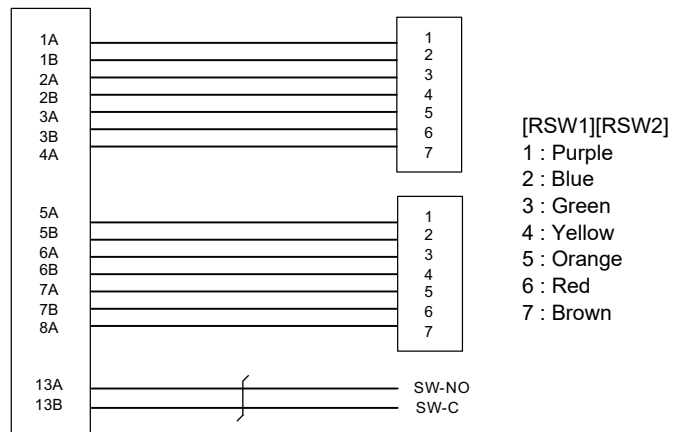 1A
1B
2A
2B
3A
3B
4A
1
2
3
4
5
6
7
5A
5B
6A
6B
7A
7B
8A
1
2
3
4
5
6
7
13A
13B
SW-NO
SW-C
[RSW1][RSW2]
1 : Purple
2 : Blue
3 : Green
4 : Yellow
5 : Orange
6 : Red
7 : Brown